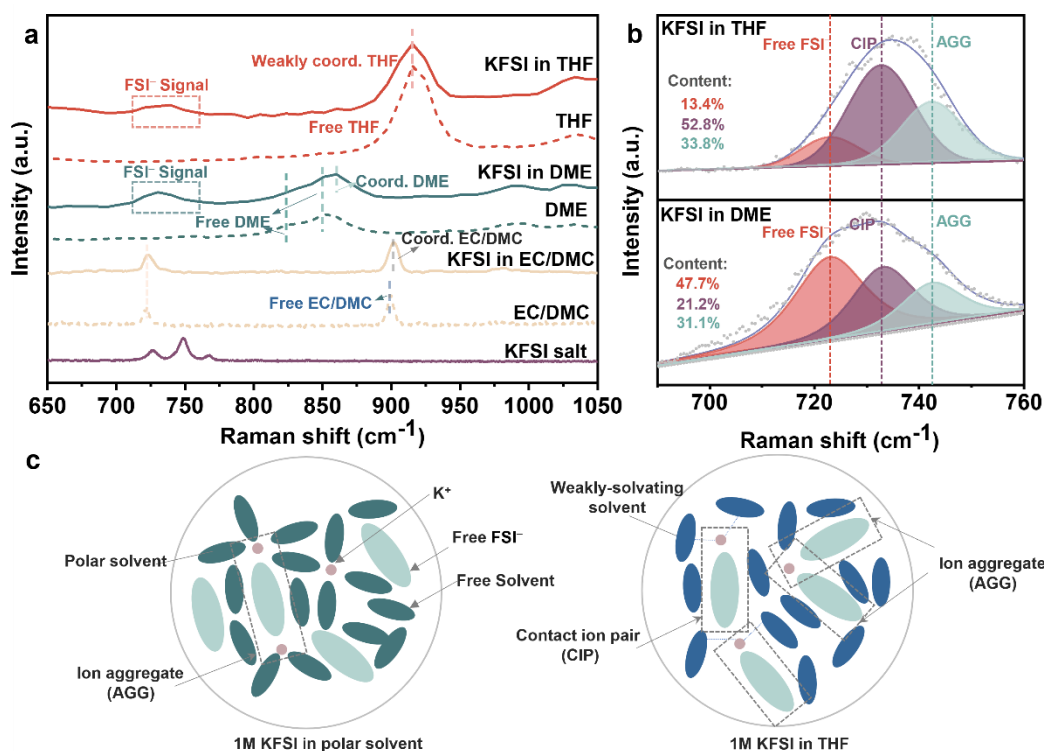 a
Weakly coord. THF
KFSI in THF
FSI⁻ Signal
Free THF
THF
FSI⁻ Signal
Coord. DME
KFSI in DME
Free DME
DME
Coord. EC/DMC
KFSI in EC/DMC
Free EC/DMC
EC/DMC
KFSI salt
650 700 750 800 850 900 950 1000 1050
Raman shift (cm⁻¹)
Intensity (a.u.)
b
KFSI in THF
Free FSI
CIP
AGG
Content:
13.4%
52.8%
33.8%
KFSI in DME
Free FSI
CIP
AGG
Content:
47.7%
21.2%
31.1%
700 720 740 760
Raman shift (cm⁻¹)
Intensity (a.u.)
c
K⁺
Polar solvent
Free FSI⁻
Free Solvent
Ion aggregate
(AGG)
1M KFSI in polar solvent
Weakly-solvating
solvent
Ion aggregate
(AGG)
Contact ion pair
(CIP)
1M KFSI in THF